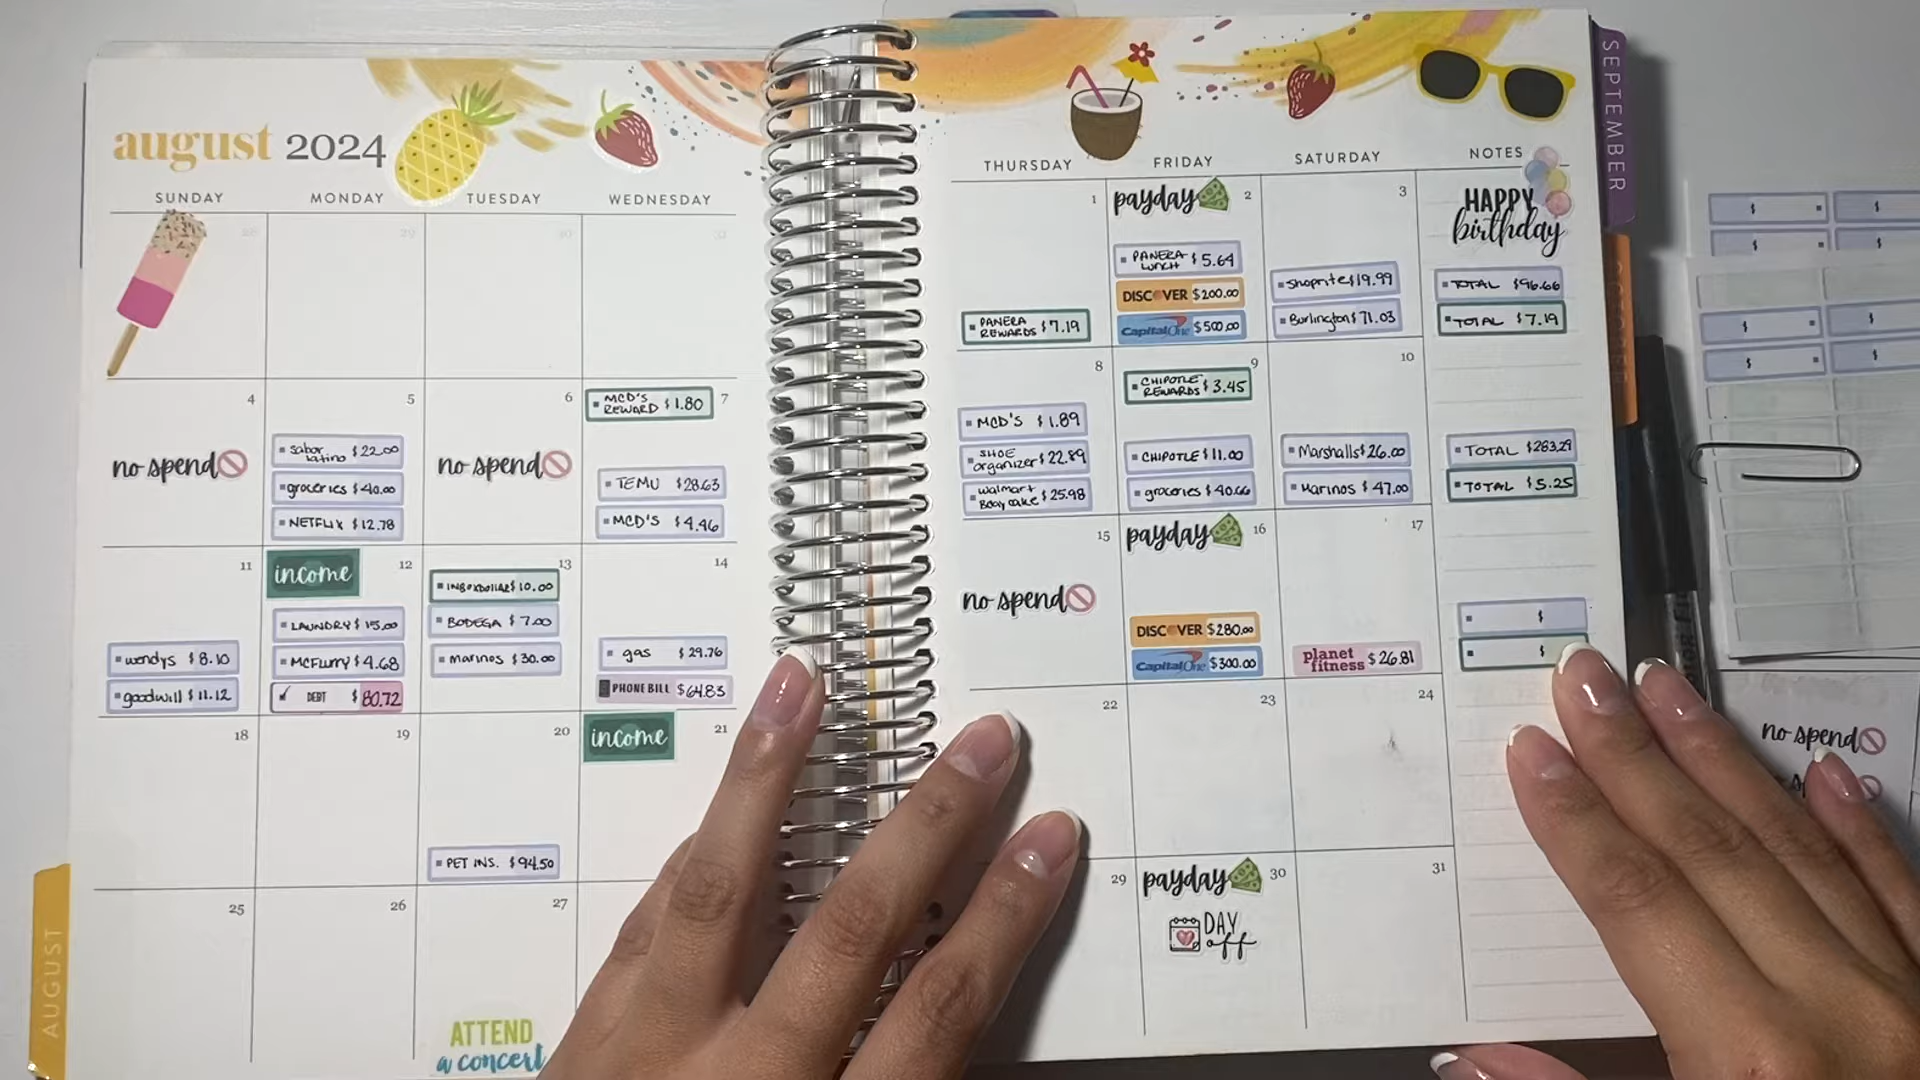 august 2024
SUNDAY MONDAY TUESDAY WEDNESDAY
THURSDAY FRIDAY SATURDAY NOTES
SEPTEMBER
28 29 30 31
1
PANERA
REWARDS $7.19
payday 2
PANERA
LUNCH $5.64
DISCOVER $200.00
Capital One $500.00
3
shoprite $19.99
Burlington $71.03
HAPPY
birthday
TOTAL $96.66
TOTAL $7.19
4
no spend
5
sabor
latino $22.00
groceries $40.00
NETFLIX $12.78
6
no spend
7
MCD'S
REWARD $1.80
TEMU $28.63
MCD'S $4.46
8
MCD'S $1.89
SHOE
organizer $22.89
walmart
Bday cake $25.98
9
CHIPOTLE
REWARDS $3.45
CHIPOTLE $11.00
groceries $40.66
10
Marshalls $26.00
Marinos $47.00
TOTAL $283.29
TOTAL $5.25
11
wendys $8.10
goodwill $11.12
income 12
LAUNDRY $15.00
MCFlurry $4.68
DEBT $80.72
13
INBOXDOLLARS $10.00
BODEGA $7.00
marinos $30.00
14
gas $29.76
PHONE BILL $64.83
15
no spend
payday 16
DISCOVER $280.00
Capital One $300.00
17
planet
fitness $26.81
$
$
18
19
20
PET INS. $94.50
income 21
22
23
24
25
26
27
ATTEND
a concert
29
payday 30
DAY
off
31
AUGUST
$ $
$ $
$ $
$ $
no spend